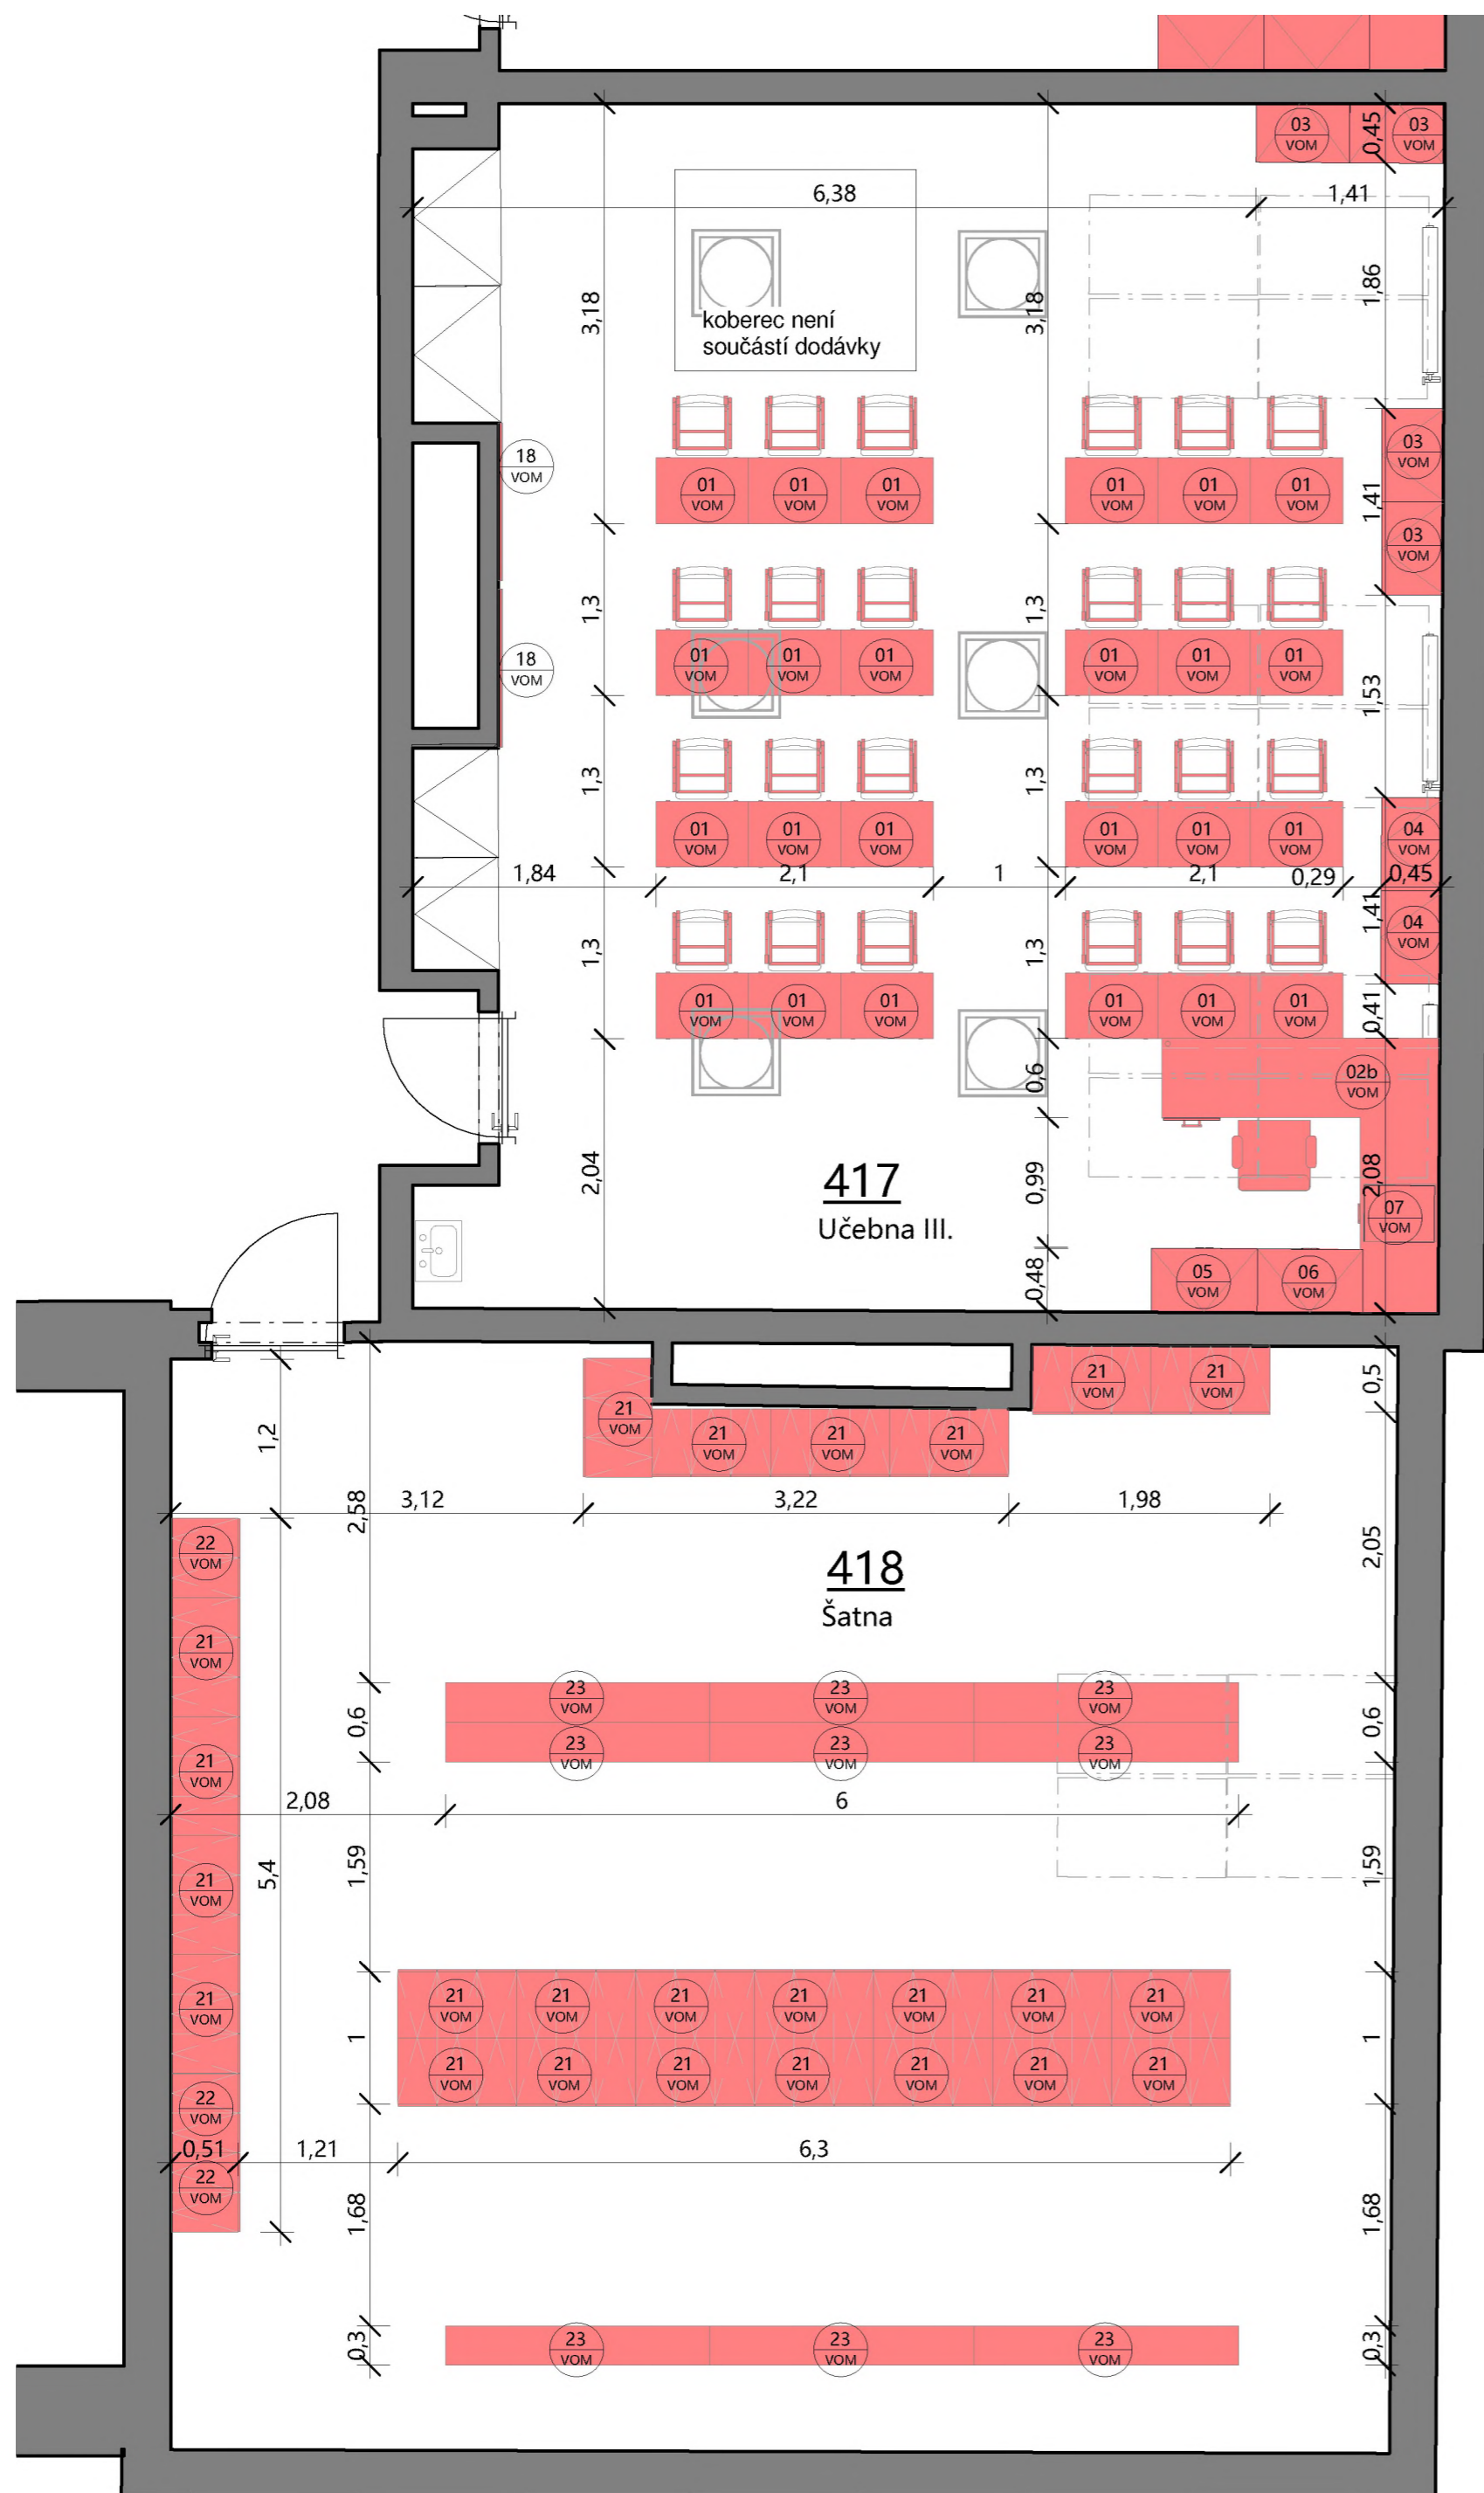 03
VOM
0,45
03
VOM
6,38
1,41
3,18
3,18
1,86
koberec není
součástí dodávky
18
VOM
01
VOM
01
VOM
01
VOM
01
VOM
01
VOM
01
VOM
03
VOM
1,41
03
VOM
1,3
1,3
18
VOM
01
VOM
01
VOM
01
VOM
01
VOM
01
VOM
01
VOM
1,53
1,3
1,3
01
VOM
01
VOM
01
VOM
01
VOM
01
VOM
01
VOM
04
VOM
1,84
2,1
1
2,1
0,29
0,45
1,41
04
VOM
1,3
1,3
01
VOM
01
VOM
01
VOM
01
VOM
01
VOM
01
VOM
0,41
0,6
02b
VOM
2,04
0,99
2,08
417
Učebna III.
07
VOM
0,48
05
VOM
06
VOM
21
VOM
21
VOM
0,5
21
VOM
1,2
21
VOM
21
VOM
21
VOM
3,12
3,22
1,98
2,58
2,05
22
VOM
418
Šatna
21
VOM
23
VOM
23
VOM
23
VOM
0,6
0,6
23
VOM
23
VOM
23
VOM
21
VOM
2,08
6
5,4
1,59
1,59
21
VOM
21
VOM
21
VOM
21
VOM
21
VOM
21
VOM
21
VOM
21
VOM
21
VOM
1
1
21
VOM
21
VOM
21
VOM
21
VOM
21
VOM
21
VOM
21
VOM
22
VOM
0,51
1,21
6,3
22
VOM
1,68
1,68
0,3
23
VOM
23
VOM
23
VOM
0,3